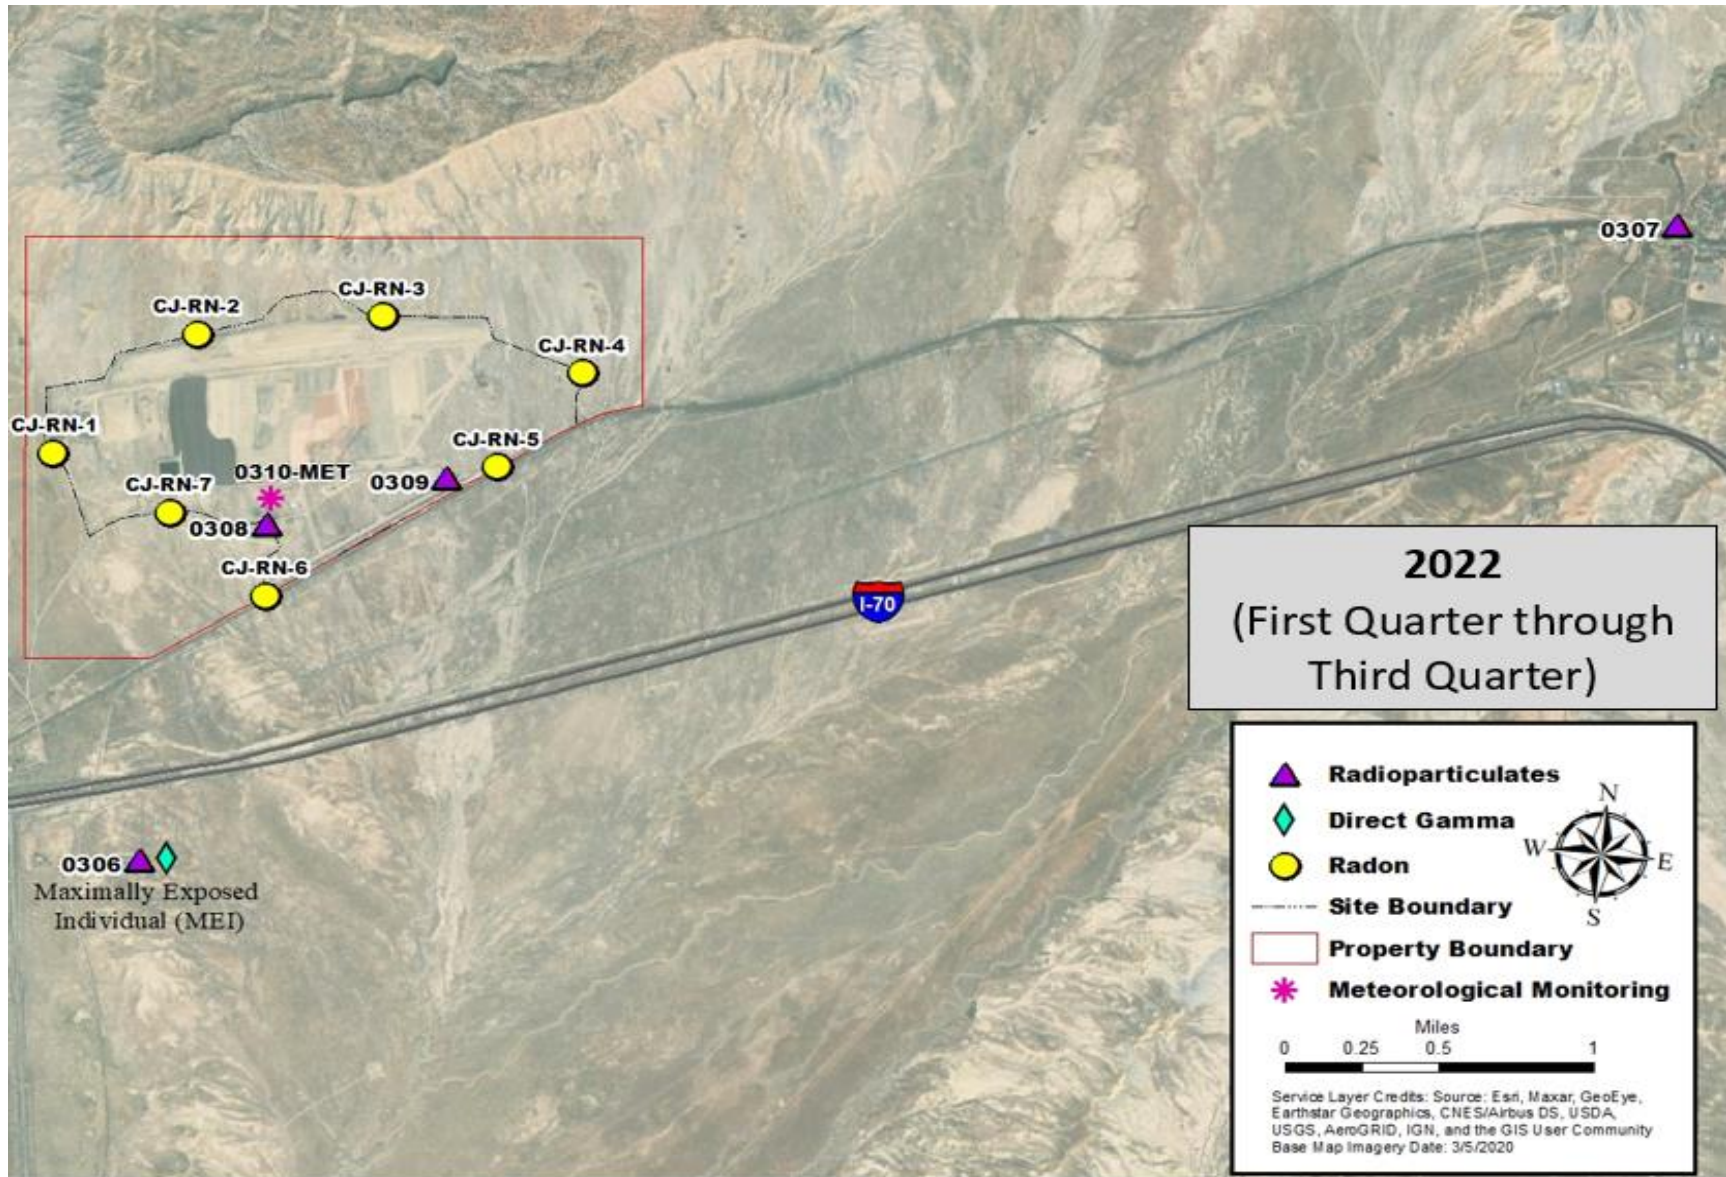 0307
CJ-RN-3
CJ-RN-2
CJ-RN-4
CJ-RN-1
CJ-RN-5
0310-MET
0309
CJ-RN-7
0308
CJ-RN-6
I-70
2022
(First Quarter through
Third Quarter)
0306
Maximally Exposed
Individual (MEI)
Radioparticulates
Direct Gamma
Radon
Site Boundary
Property Boundary
Meteorological Monitoring
N
W
E
S
Miles
0 0.25 0.5 1
Service Layer Credits: Source: Esri, Maxar, GeoEye,
Earthstar Geographics, CNES/Airbus DS, USDA,
USGS, AeroGRID, IGN, and the GIS User Community
Base Map Imagery Date: 3/5/2020